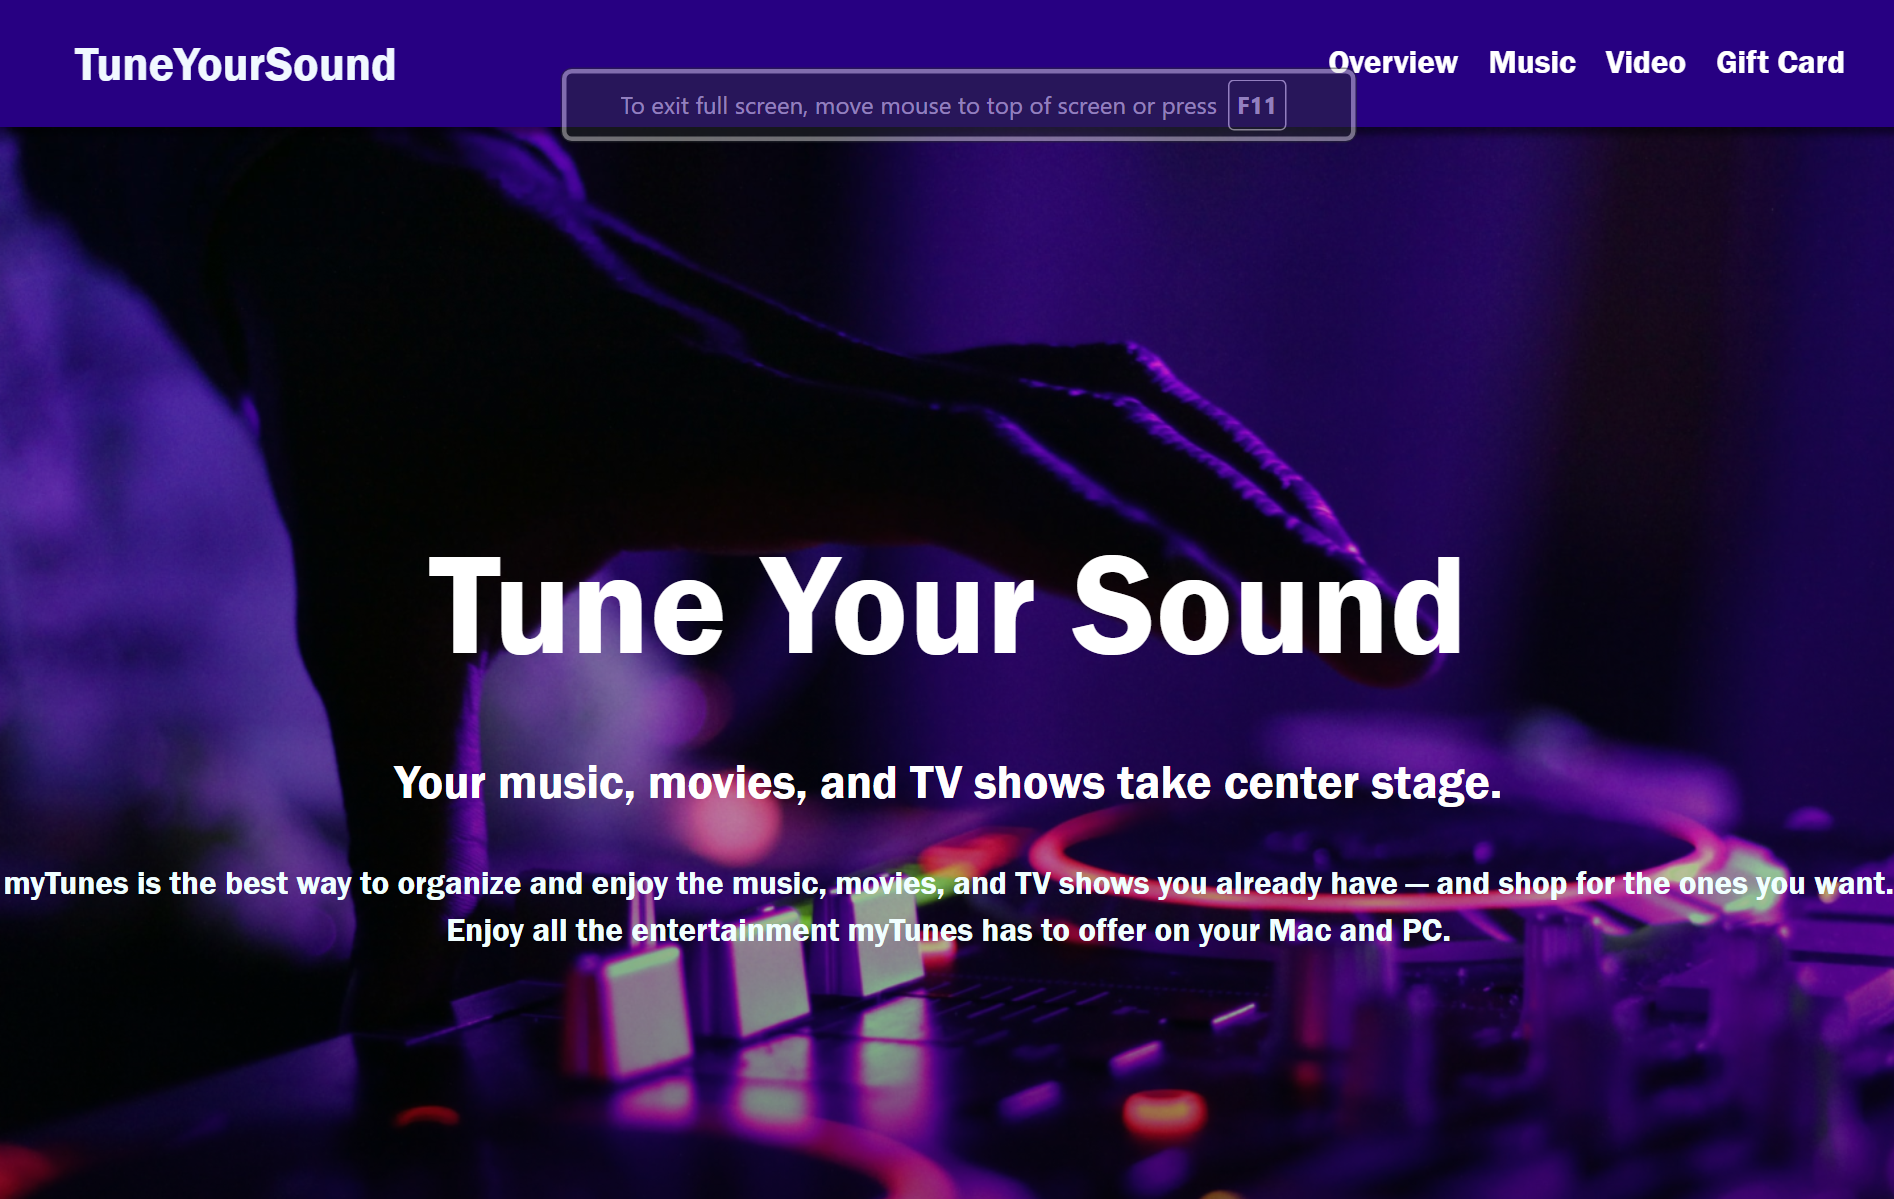 TuneYourSound
Overview Music Video Gift Card
To exit full screen, move mouse to top of screen or press F11
Tune Your Sound
Your music, movies, and TV shows take center stage.
myTunes is the best way to organize and enjoy the music, movies, and TV shows you already have — and shop for the ones you want.
Enjoy all the entertainment myTunes has to offer on your Mac and PC.